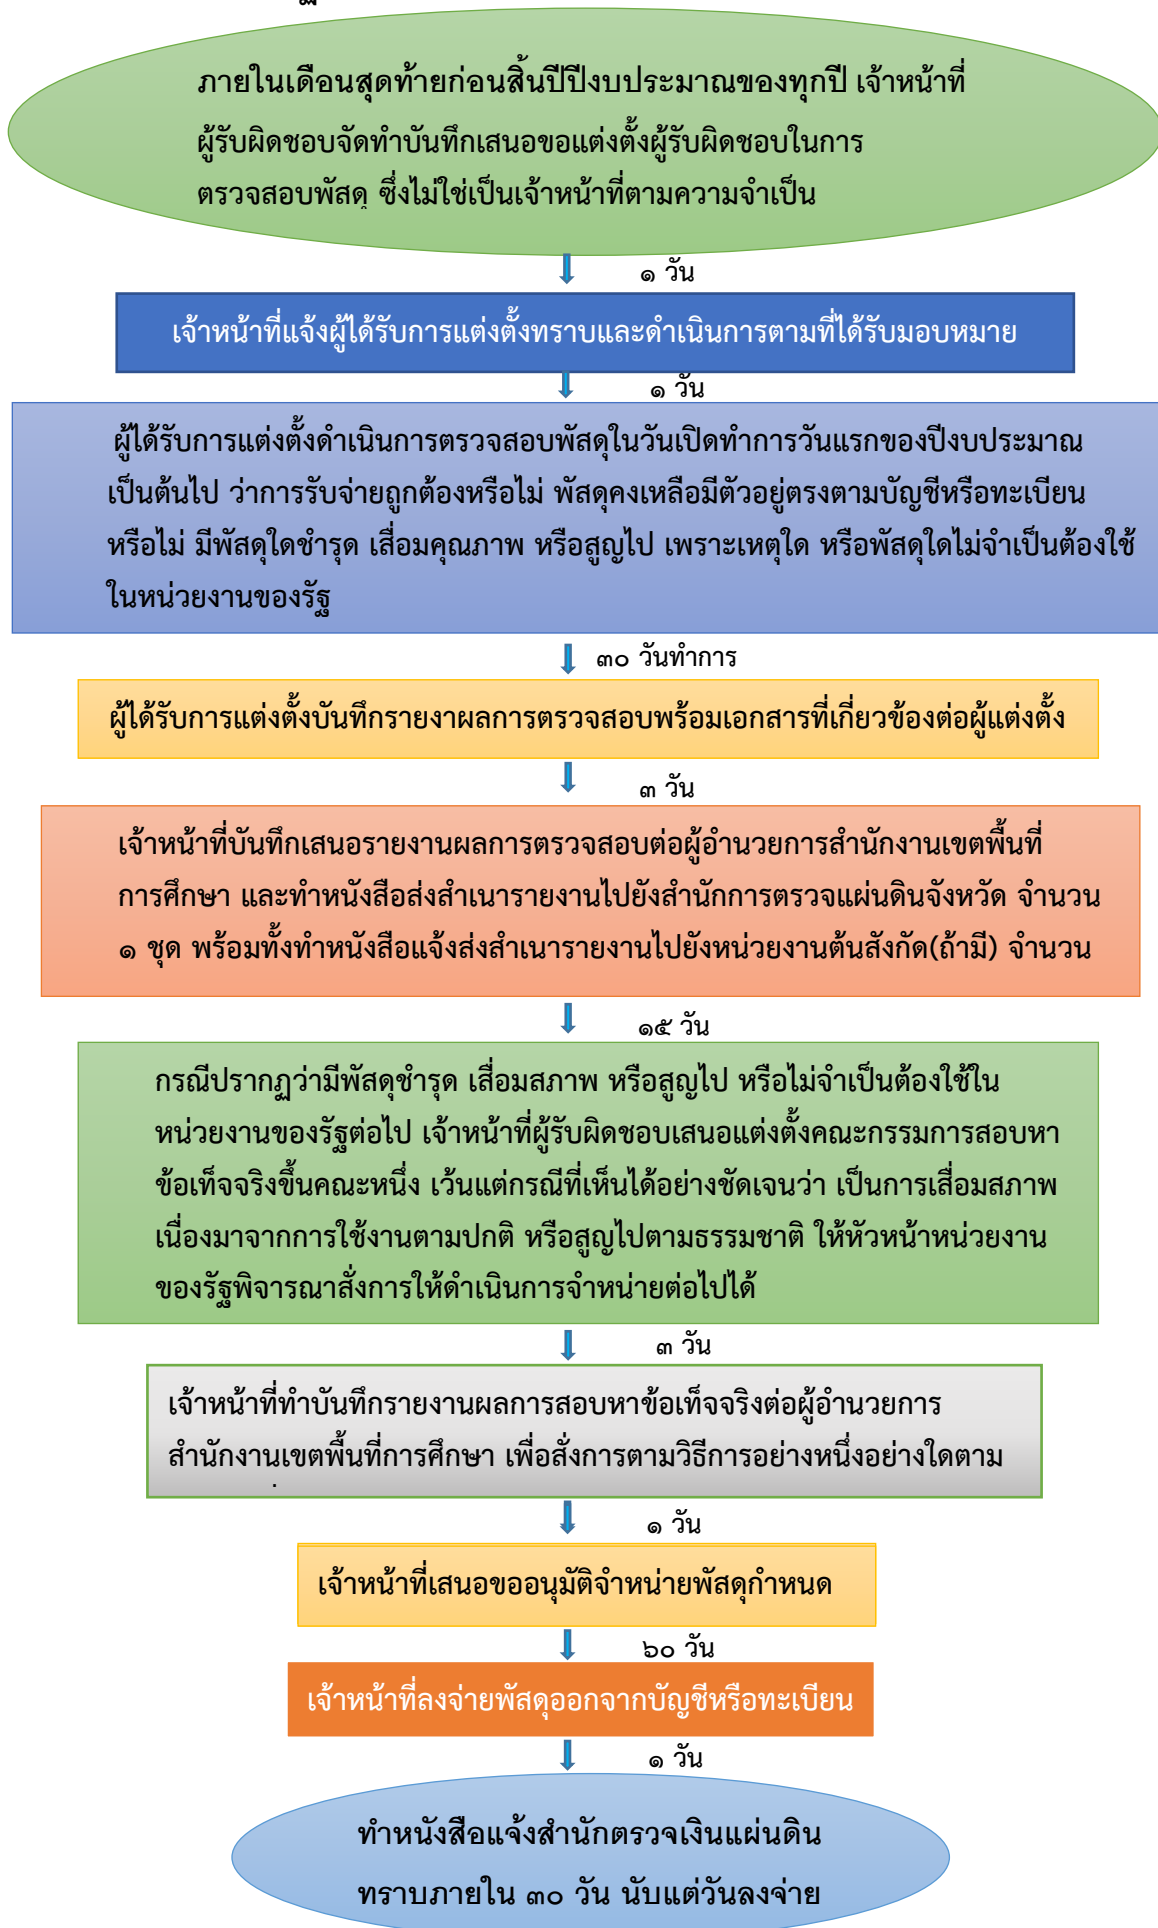 ภายในเดือนสุดท้ายก่อนสิ้นปีปีงบประมาณของทุกปี เจ้าหน้าที่
ผู้รับผิดชอบจัดทำบันทึกเสนอขอแต่งตั้งผู้รับผิดชอบในการ
ตรวจสอบพัสดุ ซึ่งไม่ใช่เป็นเจ้าหน้าที่ตามความจำเป็น
๑ วัน
เจ้าหน้าที่แจ้งผู้ได้รับการแต่งตั้งทราบและดำเนินการตามที่ได้รับมอบหมาย
๑ วัน
ผู้ได้รับการแต่งตั้งดำเนินการตรวจสอบพัสดุในวันเปิดทำการวันแรกของปีงบประมาณ
เป็นต้นไป ว่าการรับจ่ายถูกต้องหรือไม่ พัสดุคงเหลือมีตัวอยู่ตรงตามบัญชีหรือทะเบียน
หรือไม่ มีพัสดุใดชำรุด เสื่อมคุณภาพ หรือสูญไป เพราะเหตุใด หรือพัสดุใดไม่จำเป็นต้องใช้
ในหน่วยงานของรัฐ
๓๐ วันทำการ
ผู้ได้รับการแต่งตั้งบันทึกรายงาผลการตรวจสอบพร้อมเอกสารที่เกี่ยวข้องต่อผู้แต่งตั้ง
๓ วัน
เจ้าหน้าที่บันทึกเสนอรายงานผลการตรวจสอบต่อผู้อำนวยการสำนักงานเขตพื้นที่
การศึกษา และทำหนังสือส่งสำเนารายงานไปยังสำนักการตรวจแผ่นดินจังหวัด จำนวน
๑ ชุด พร้อมทั้งทำหนังสือแจ้งส่งสำเนารายงานไปยังหน่วยงานต้นสังกัด(ถ้ามี) จำนวน
๑๕ วัน
กรณีปรากฏว่ามีพัสดุชำรุด เสื่อมสภาพ หรือสูญไป หรือไม่จำเป็นต้องใช้ใน
หน่วยงานของรัฐต่อไป เจ้าหน้าที่ผู้รับผิดชอบเสนอแต่งตั้งคณะกรรมการสอบหา
ข้อเท็จจริงขึ้นคณะหนึ่ง เว้นแต่กรณีที่เห็นได้อย่างชัดเจนว่า เป็นการเสื่อมสภาพ
เนื่องมาจากการใช้งานตามปกติ หรือสูญไปตามธรรมชาติ ให้หัวหน้าหน่วยงาน
ของรัฐพิจารณาสั่งการให้ดำเนินการจำหน่ายต่อไปได้
๓ วัน
เจ้าหน้าที่ทำบันทึกรายงานผลการสอบหาข้อเท็จจริงต่อผู้อำนวยการ
สำนักงานเขตพื้นที่การศึกษา เพื่อสั่งการตามวิธีการอย่างหนึ่งอย่างใดตาม
๑ วัน
เจ้าหน้าที่เสนอขออนุมัติจำหน่ายพัสดุกำหนด
๖๐ วัน
เจ้าหน้าที่ลงจ่ายพัสดุออกจากบัญชีหรือทะเบียน
๑ วัน
ทำหนังสือแจ้งสำนักตรวจเงินแผ่นดิน
ทราบภายใน ๓๐ วัน นับแต่วันลงจ่าย